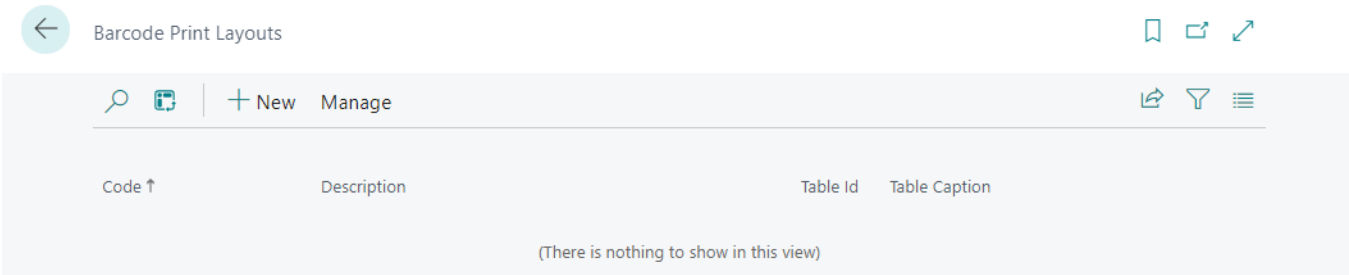 Barcode Print Layouts
New Manage
Code ↑ Description Table Id Table Caption
(There is nothing to show in this view)